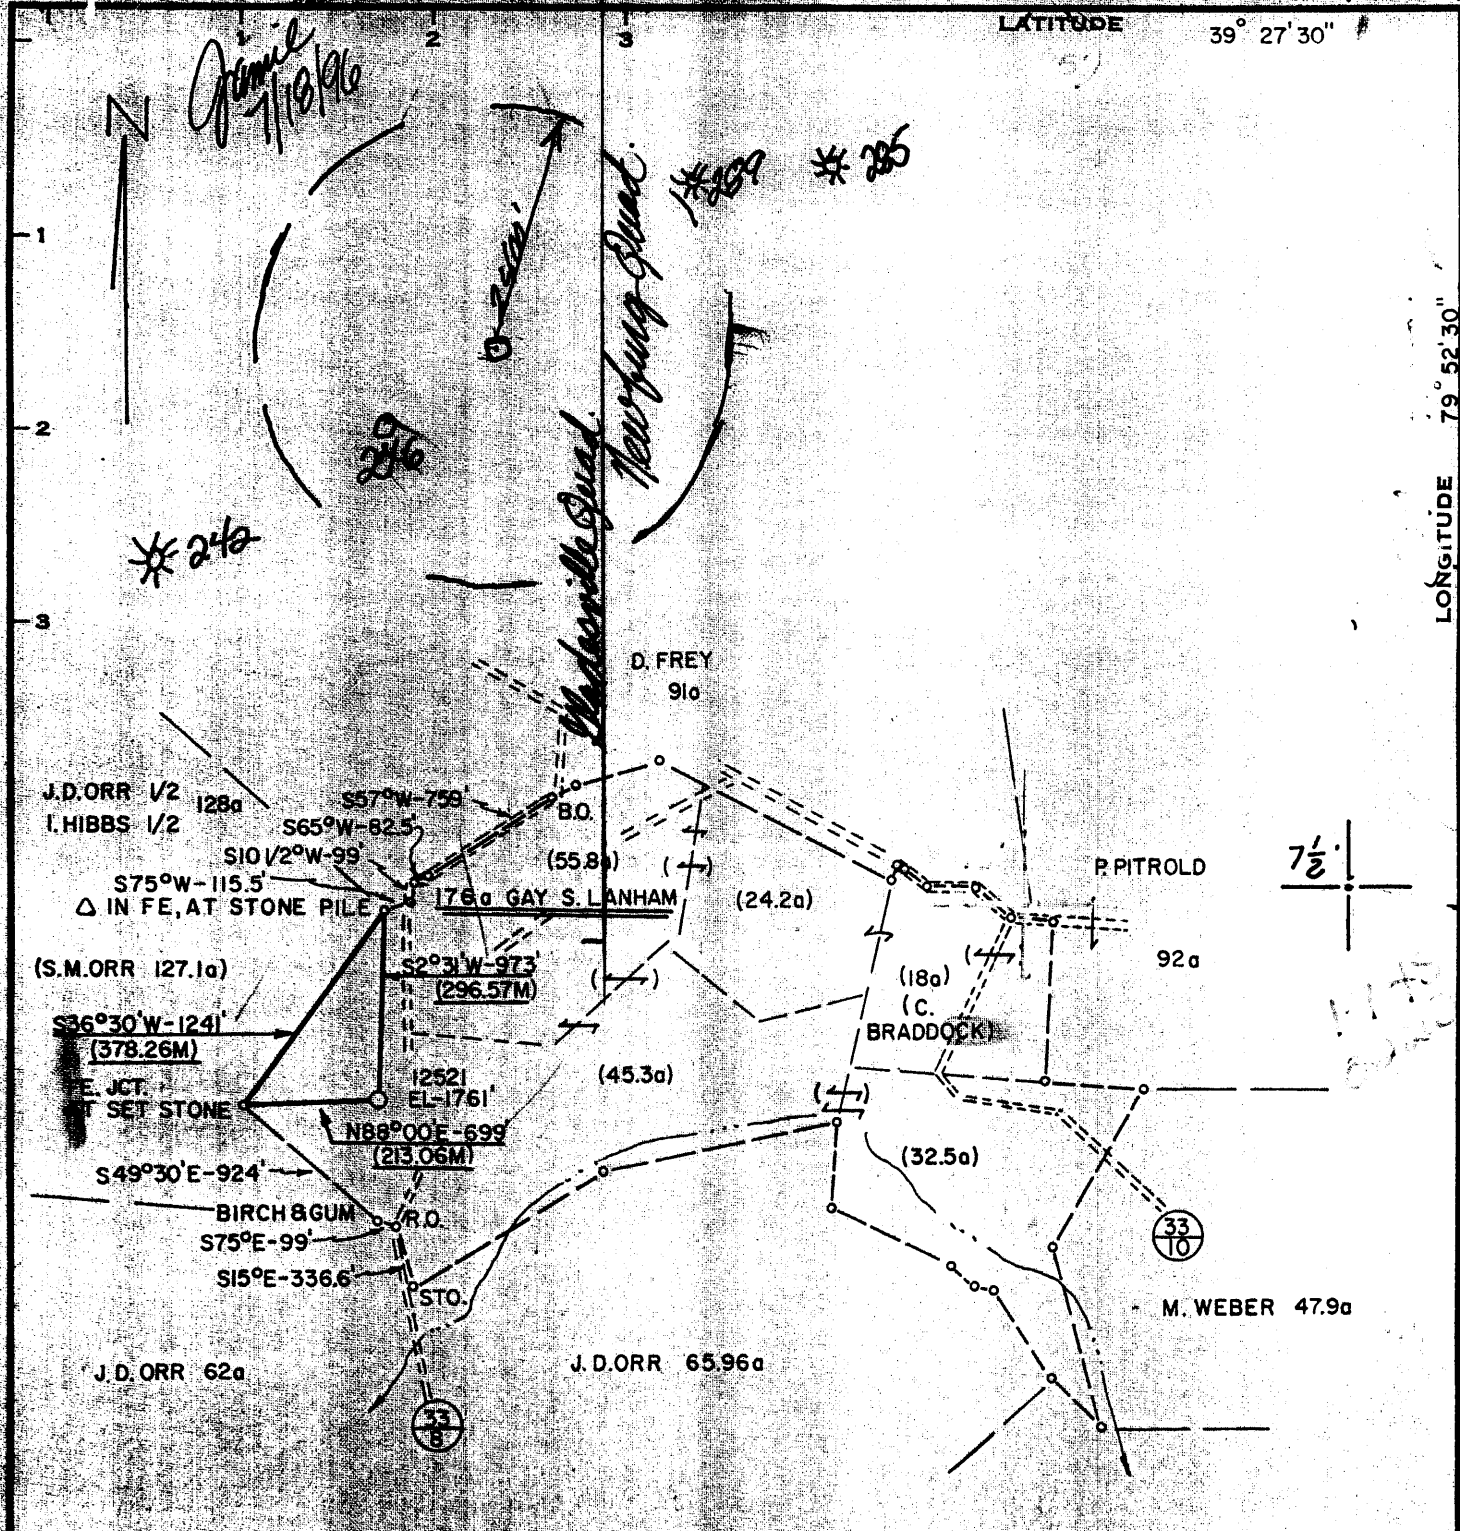 LATITUDE 39° 27' 30"
1 2 3
Jamie
7/18/96
N
269 285
1
2
3
Newburg Quad.
Masontown Quad.
246
242
LONGITUDE 79° 52' 30"
D. FREY
91a
J.D.ORR 1/2 128a
I. HIBBS 1/2
S57°W-759'
S65°W-82.5'
B.O.
S10 1/2°W-99'
(55.8a)
S75°W-115.5'
△ IN FE, AT STONE PILE
176a GAY S. LANHAM
(24.2a)
P. PITROLD
7 1/2'
92a
(S.M.ORR 127.1a)
S2°31'W-973'
(296.57M)
(18a)
(C.
BRADDOCK)
S36°30'W-1241'
(378.26M)
12521
EL-1761'
(45.3a)
FE. JCT.
AT SET STONE
N88°00'E-699'
(213.06M)
(32.5a)
S49°30'E-924'
BIRCH & GUM
R.O.
S75°E-99'
S15°E-336.6'
STO.
33
10
M. WEBER 47.9a
J.D.ORR 62a
J.D.ORR 65.96a
33
8